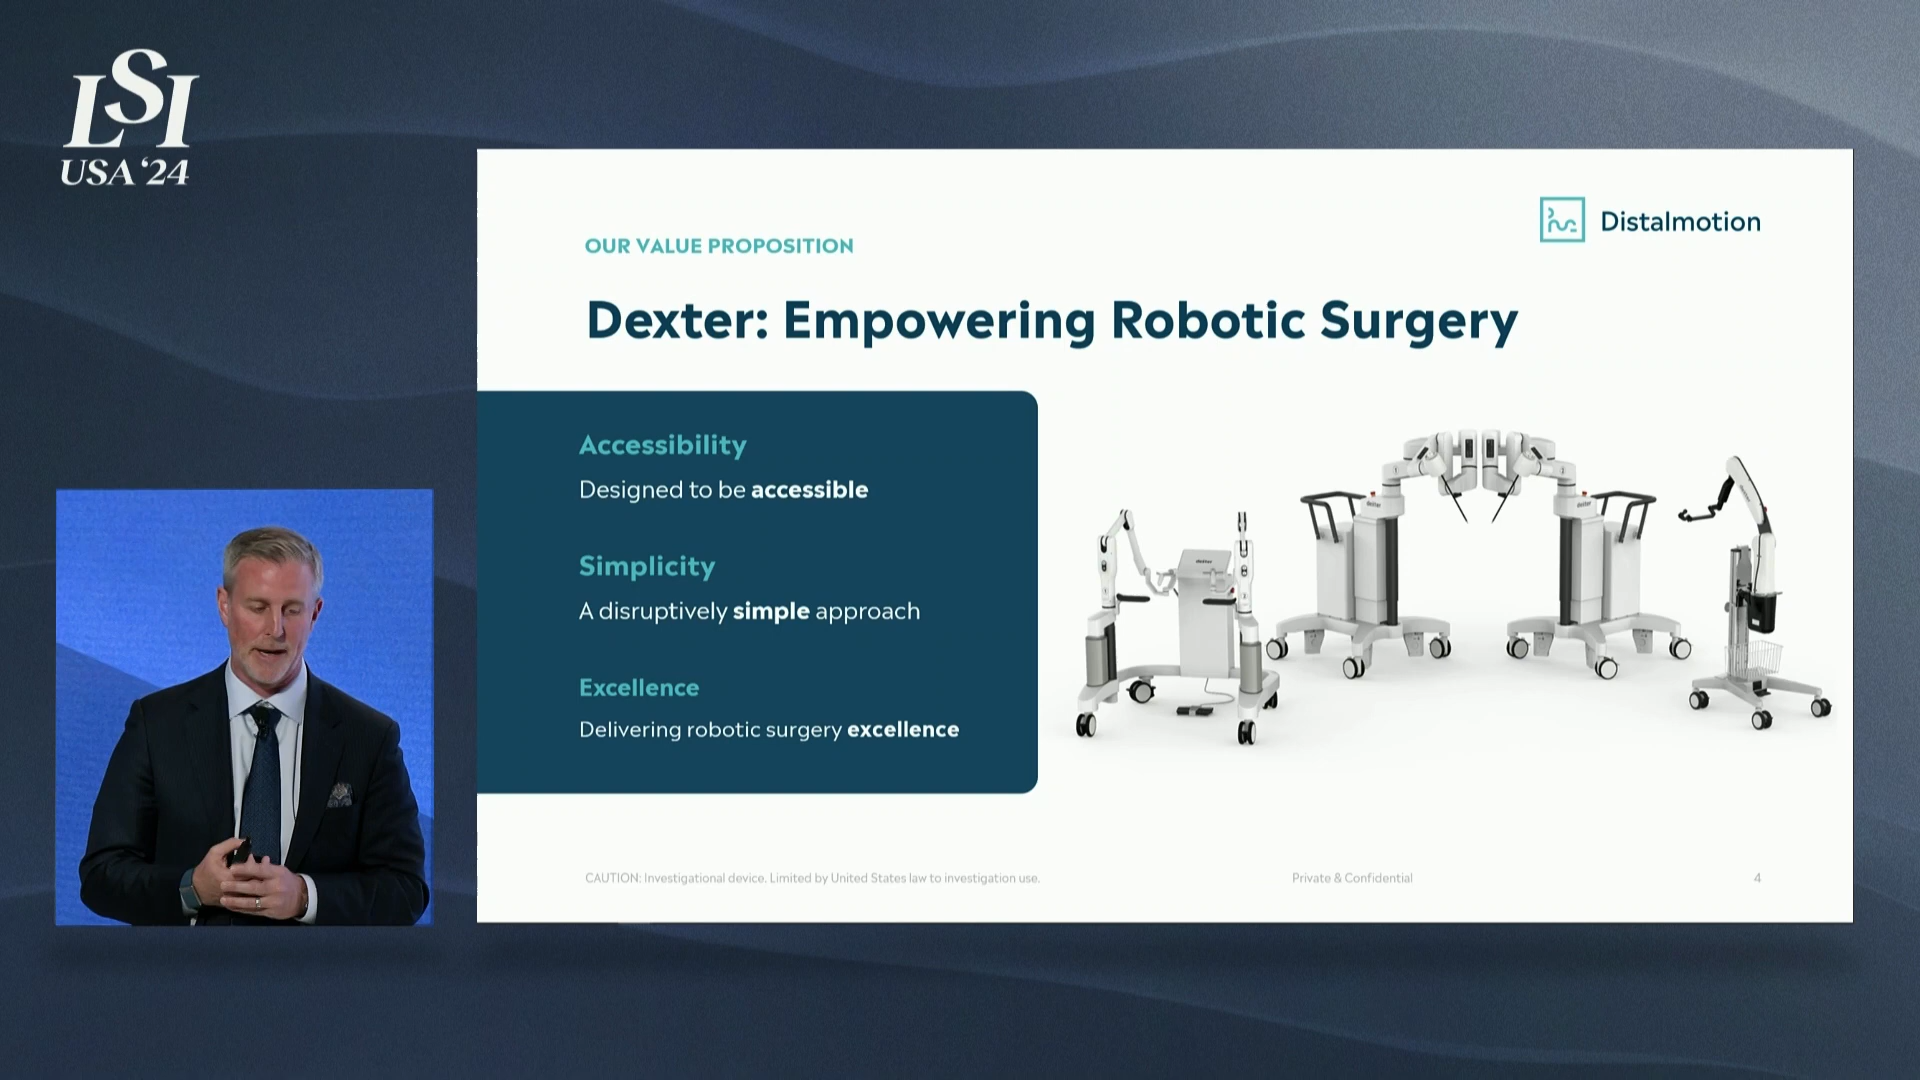 LSI
USA '24
Distalmotion
OUR VALUE PROPOSITION
Dexter: Empowering Robotic Surgery
Accessibility
Designed to be accessible
Simplicity
A disruptively simple approach
Excellence
Delivering robotic surgery excellence
CAUTION: Investigational device. Limited by United States law to investigation use.
Private & Confidential
4